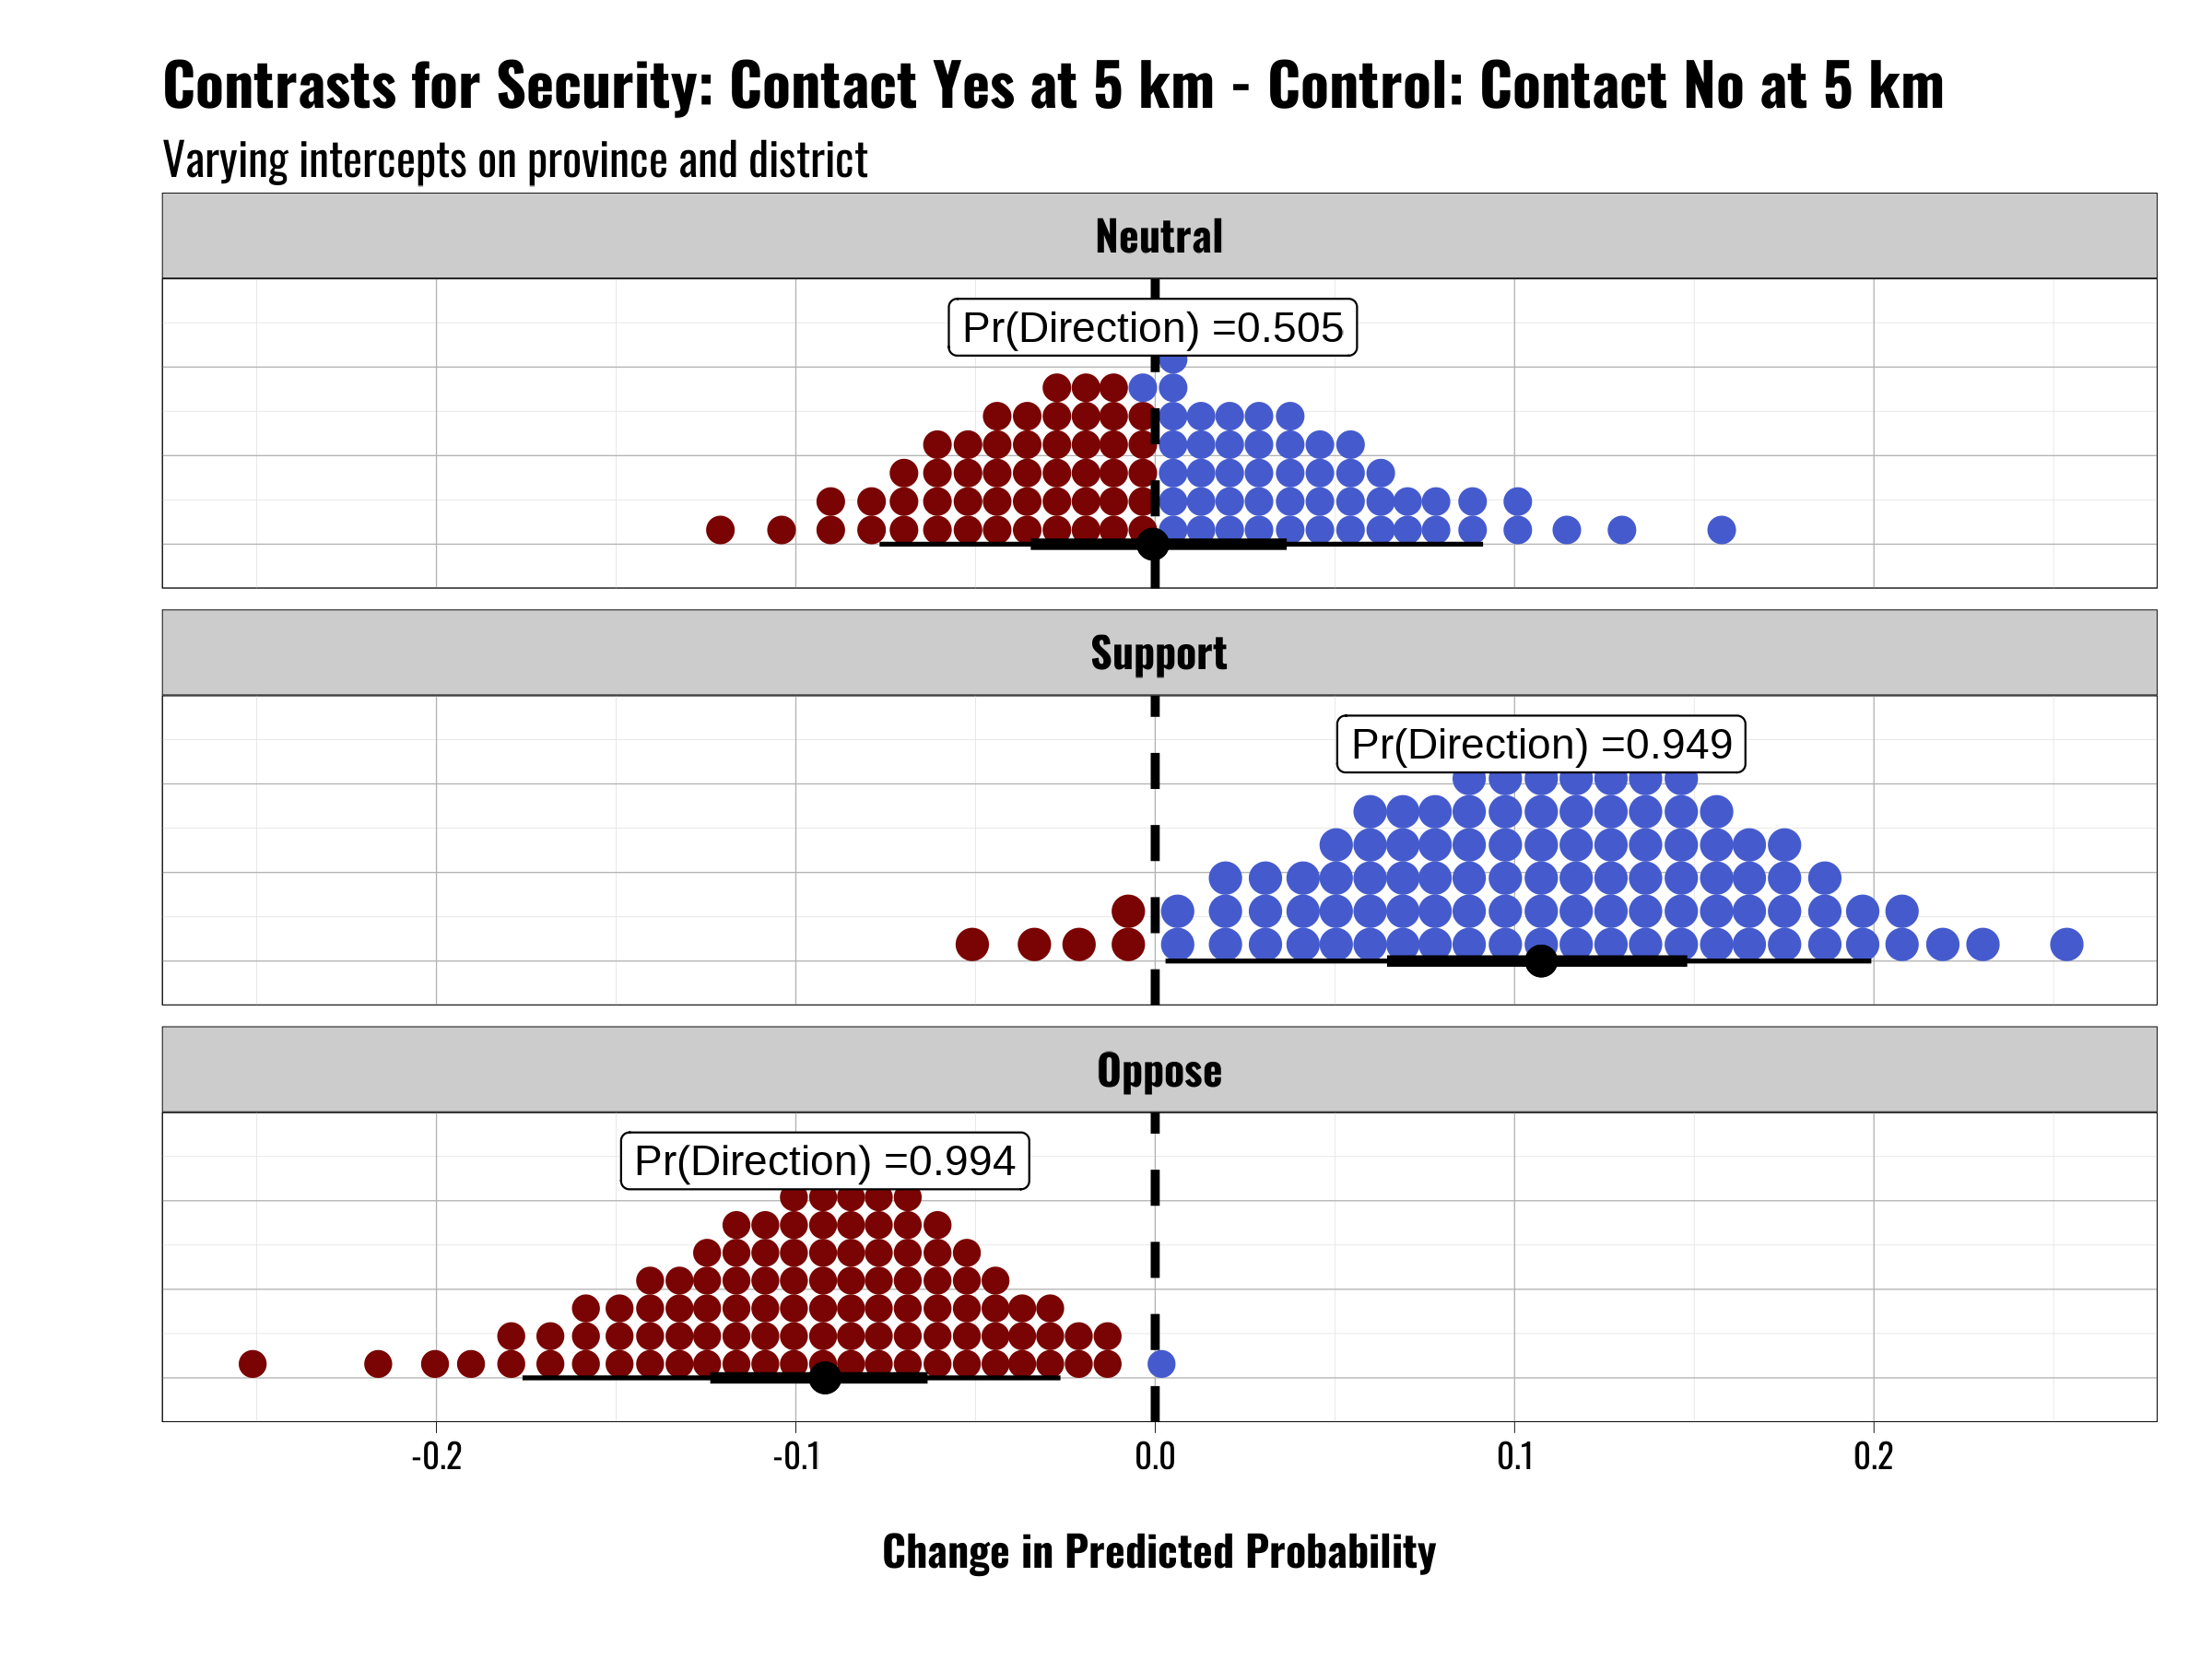 Contrasts for Security: Contact Yes at 5 km - Control: Contact No at 5 km
Varying intercepts on province and district
Neutral
Pr(Direction) =0.505
Support
Pr(Direction) =0.949
Oppose
Pr(Direction) =0.994
-0.2 -0.1 0.0 0.1 0.2
Change in Predicted Probability